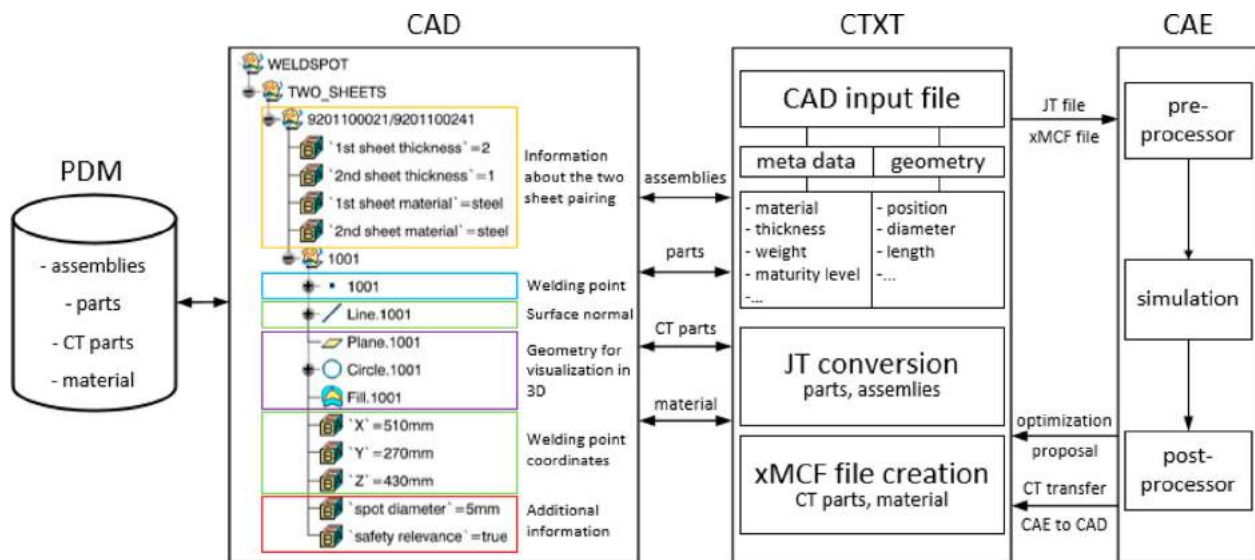 CAD
CTXT
CAE
PDM
- assemblies
- parts
- CT parts
- material
WELDSPOT
TWO_SHEETS
9201100021/9201100241
`1st sheet thickness`=2
`2nd sheet thickness`=1
`1st sheet material`=steel
`2nd sheet material`=steel
Information
about the two
sheet pairing
1001
1001
Welding point
Line.1001
Surface normal
Plane.1001
Circle.1001
Fill.1001
Geometry for
visualization in
3D
`X`=510mm
`Y`=270mm
`Z`=430mm
Welding point
coordinates
`spot diameter`=5mm
`safety relevance`=true
Additional
information
assemblies
parts
CT parts
material
CAD input file
meta data
geometry
- material
- thickness
- weight
- maturity level
-...
- position
- diameter
- length
-...
JT conversion
parts, assemlies
xMCF file creation
CT parts, material
JT file
xMCF file
optimization
proposal
CT transfer
CAE to CAD
pre-
processor
simulation
post-
processor